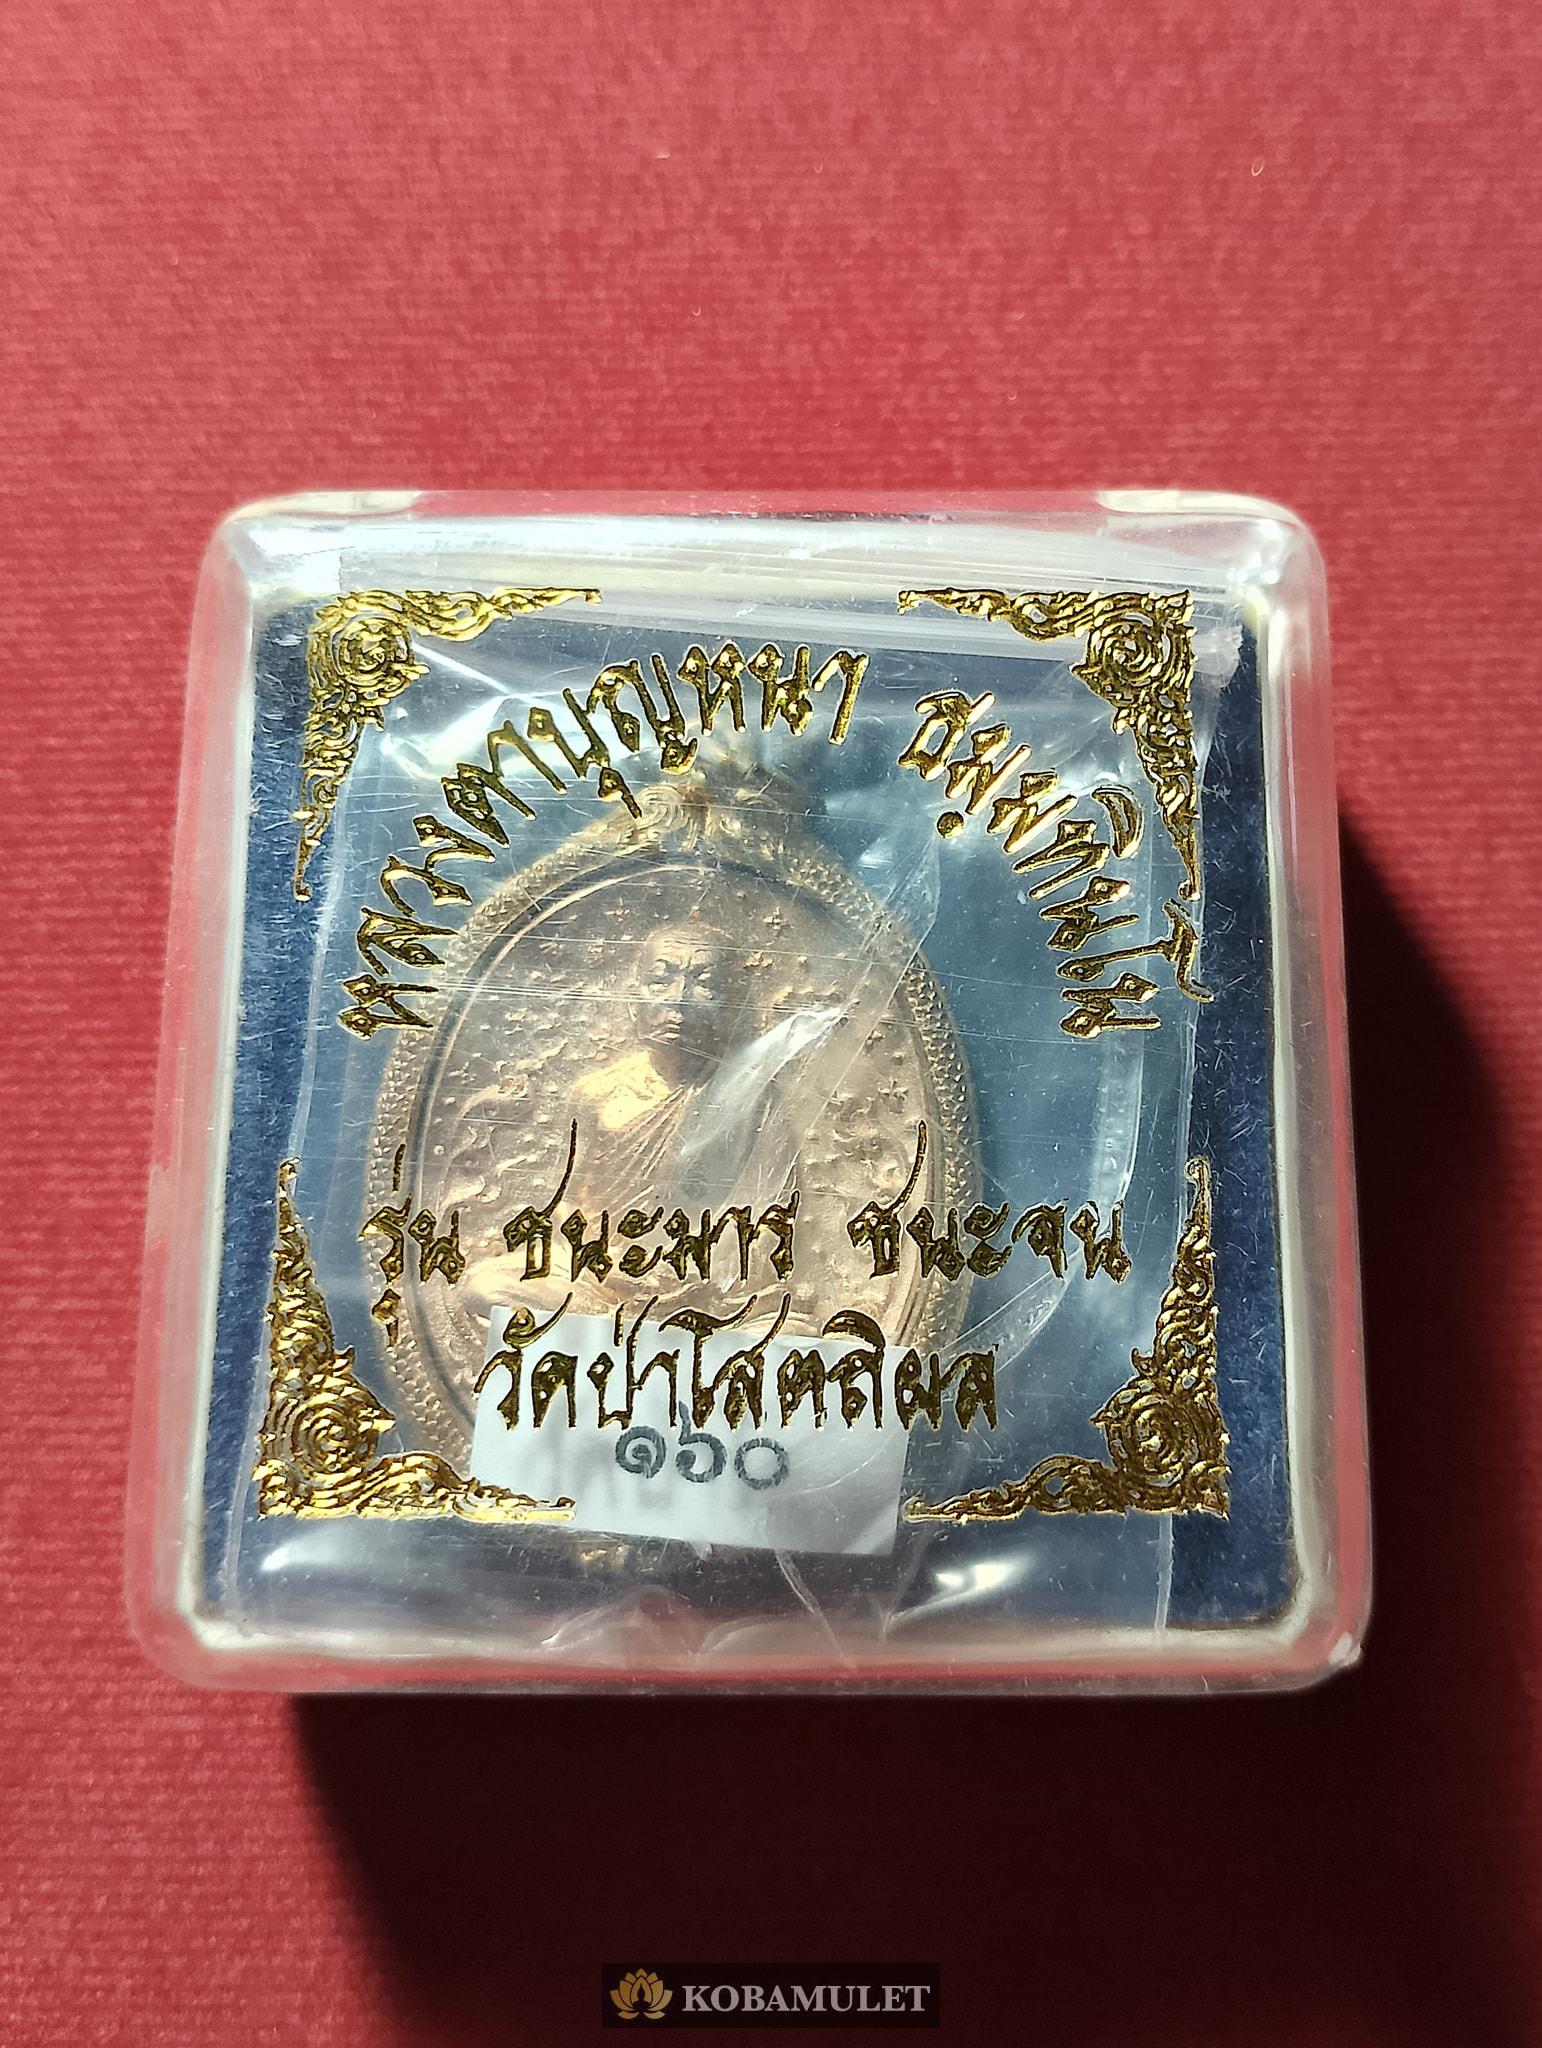 หลวงตาบุญหนา ธมฺมทินฺโน
รุ่น ชนะมาร ชนะจน
วัดป่าโสตถิผล
๑๖๐
KOBAMULET